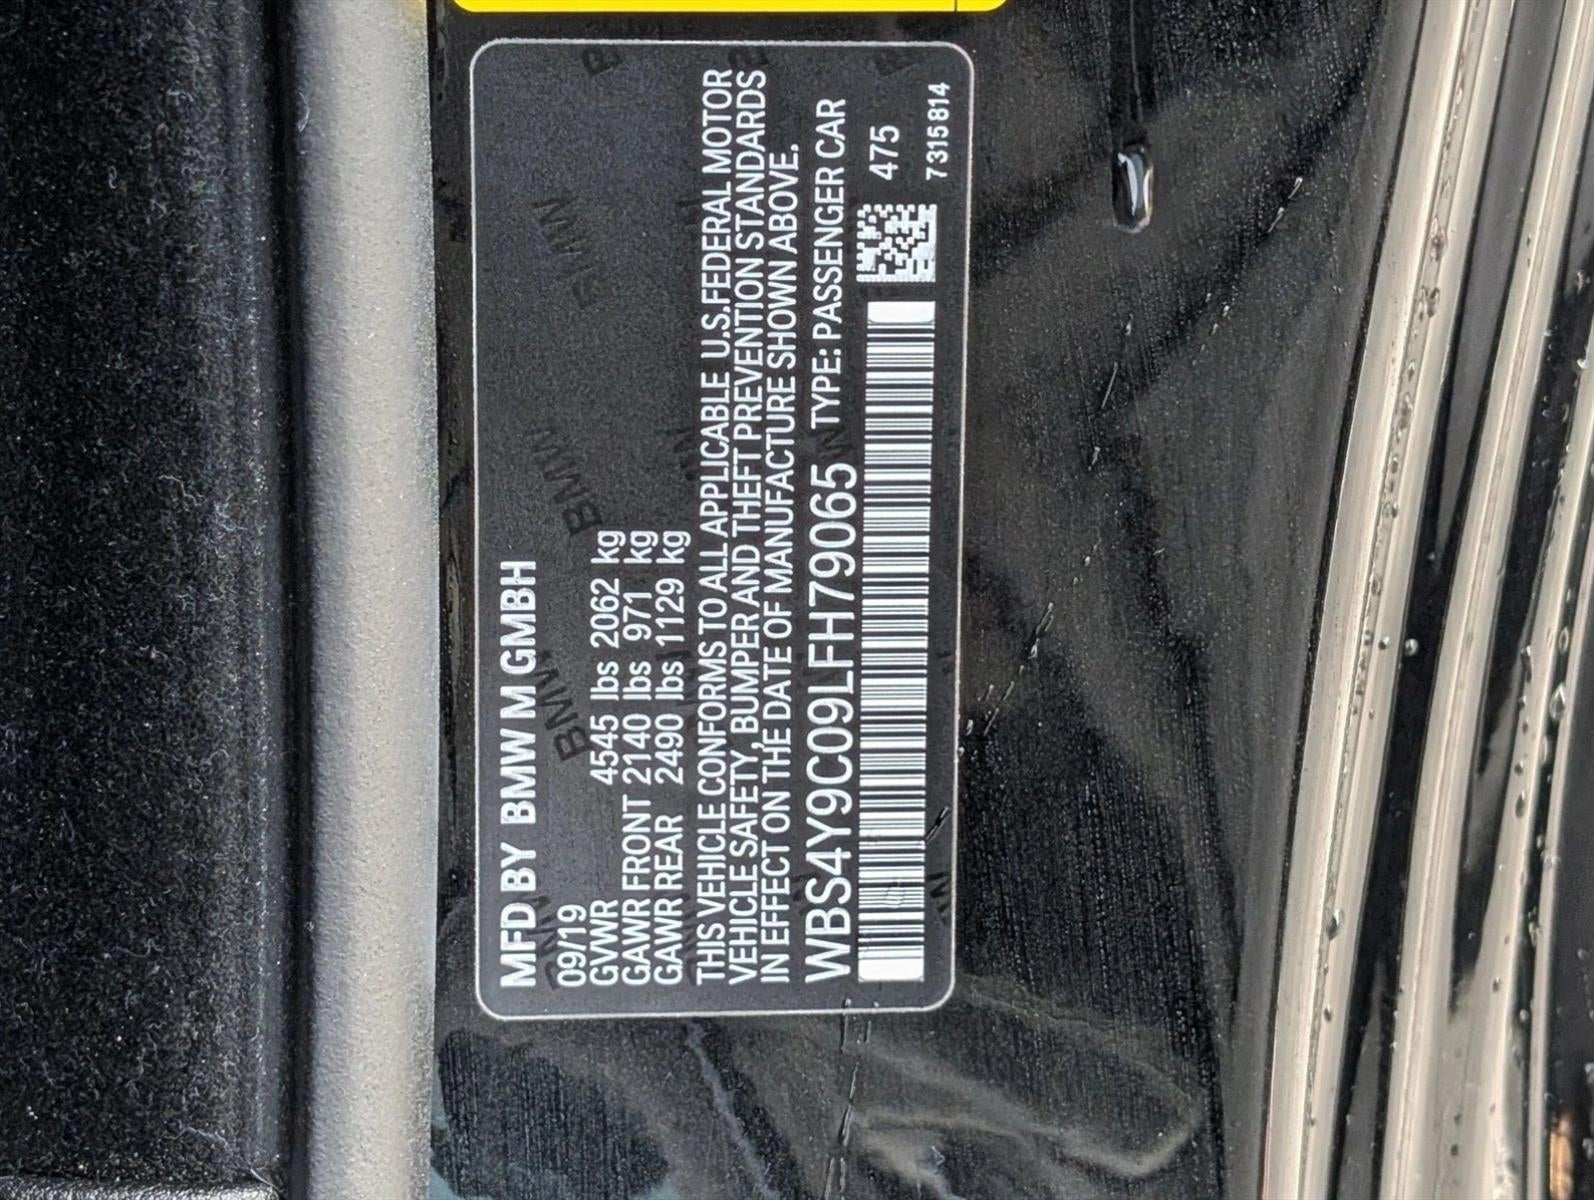 MFD BY BMW M GMBH
09/19
GVWR 4545 lbs 2062 kg
GAWR FRONT 2140 lbs 971 kg
GAWR REAR 2490 lbs 1129 kg
THIS VEHICLE CONFORMS TO ALL APPLICABLE U.S.FEDERAL MOTOR
VEHICLE SAFETY, BUMPER AND THEFT PREVENTION STANDARDS
IN EFFECT ON THE DATE OF MANUFACTURE SHOWN ABOVE.
WBS4Y9C09LFH79065 TYPE: PASSENGER CAR
475
7315814